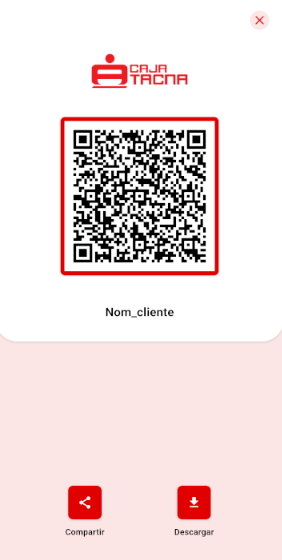 CAJA
TACNA
Nom_cliente
Compartir
Descargar